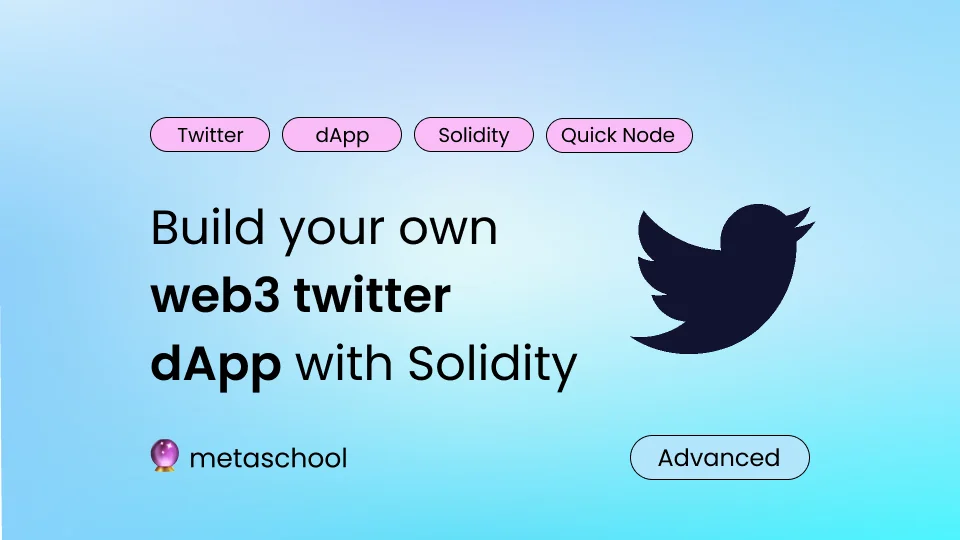 Twitter dApp Solidity Quick Node
Build your own
web3 twitter
dApp with Solidity
metaschool
Advanced